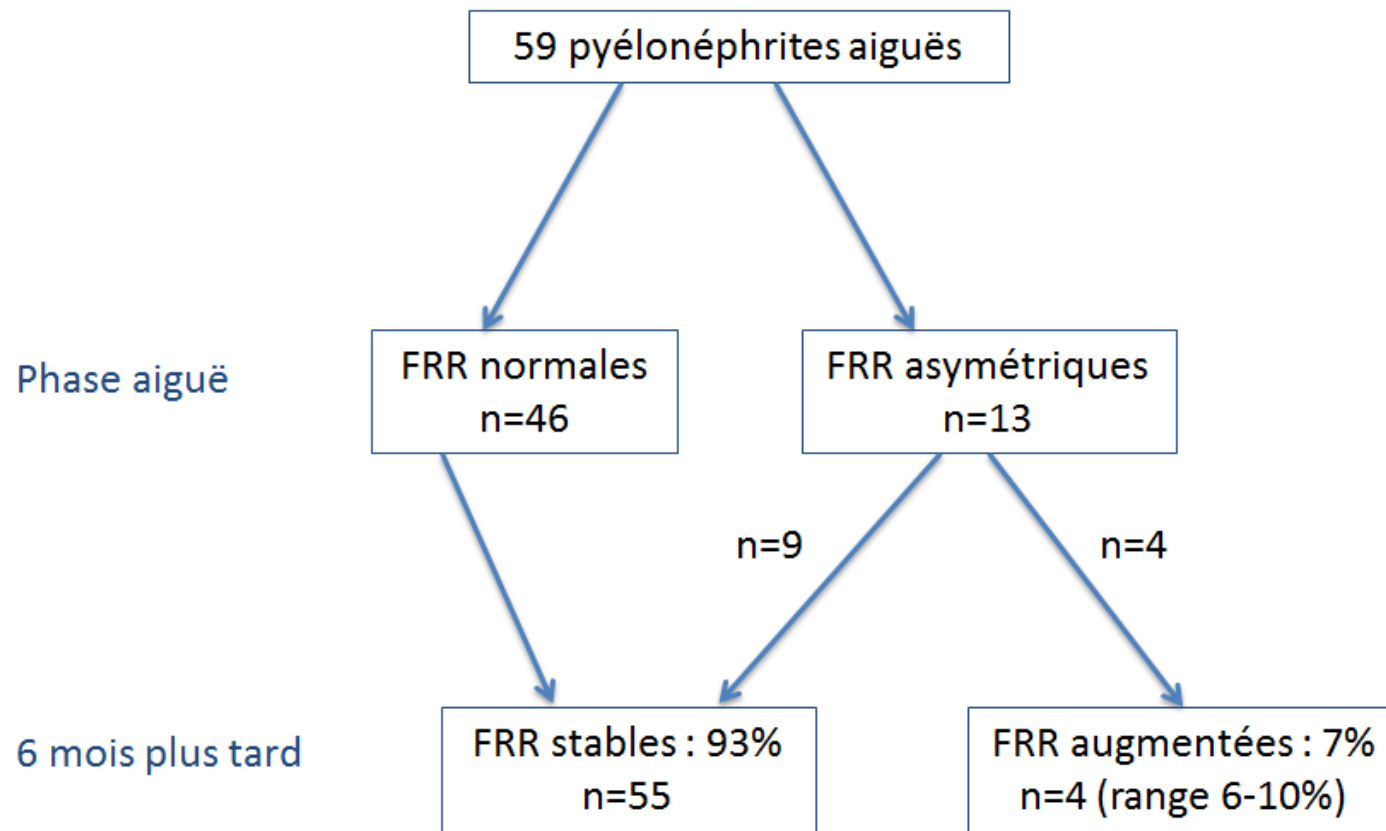 59 pyélonéphrites aiguës
Phase aiguë
FRR normales
n=46
FRR asymétriques
n=13
n=9
n=4
6 mois plus tard
FRR stables : 93%
n=55
FRR augmentées : 7%
n=4 (range 6-10%)